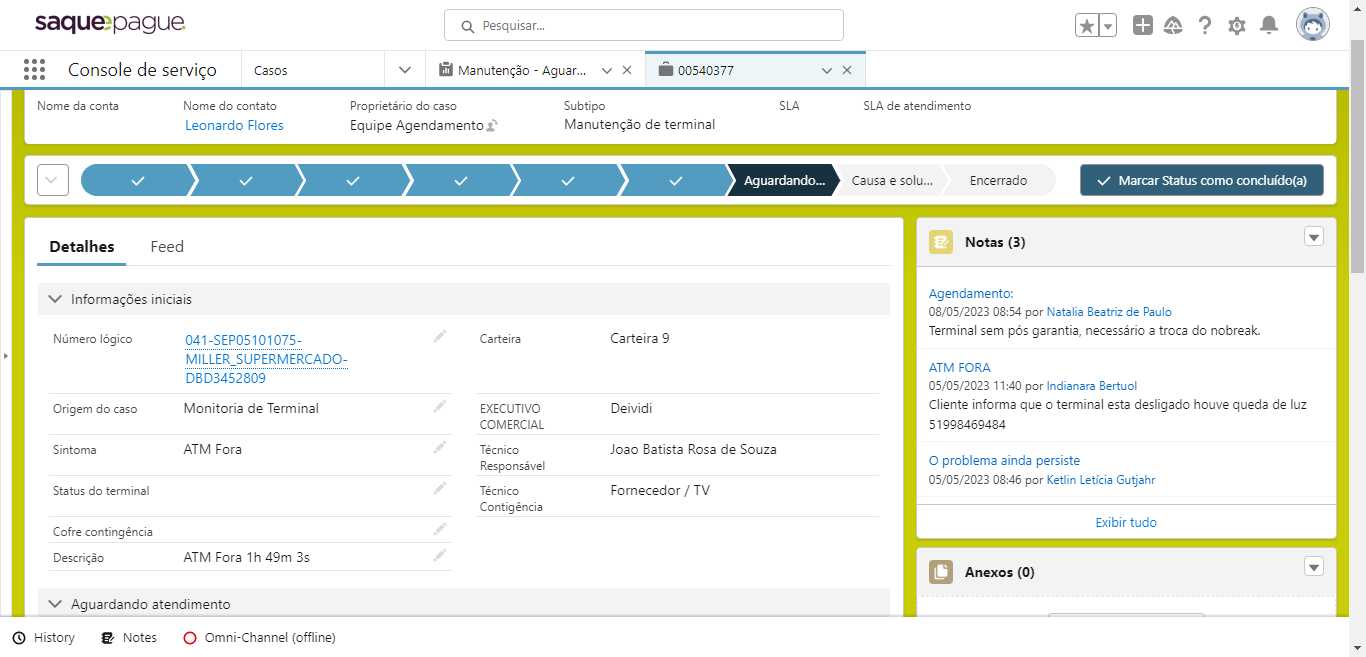 saque e pague
Pesquisar...
Console de serviço
Casos
Manutenção - Aguar...
00540377
Nome da conta
Nome do contato
Leonardo Flores
Proprietário do caso
Equipe Agendamento
Subtipo
Manutenção de terminal
SLA
SLA de atendimento
Aguardando...
Causa e solu...
Encerrado
Marcar Status como concluído(a)
Detalhes
Feed
Informações iniciais
Número lógico
041-SEP05101075-
MILLER_SUPERMERCADO-
DBD3452809
Carteira
Carteira 9
Origem do caso
Monitoria de Terminal
EXECUTIVO
COMERCIAL
Deividi
Sintoma
ATM Fora
Técnico
Responsável
Joao Batista Rosa de Souza
Status do terminal
Técnico
Contigência
Fornecedor / TV
Cofre contingência
Descrição
ATM Fora 1h 49m 3s
Aguardando atendimento
Notas (3)
Agendamento:
08/05/2023 08:54 por Natalia Beatriz de Paulo
Terminal sem pós garantia, necessário a troca do nobreak.
ATM FORA
05/05/2023 11:40 por Indianara Bertuol
Cliente informa que o terminal esta desligado houve queda de luz
51998469484
O problema ainda persiste
05/05/2023 08:46 por Ketlin Letícia Gutjahr
Exibir tudo
Anexos (0)
History
Notes
Omni-Channel (offline)